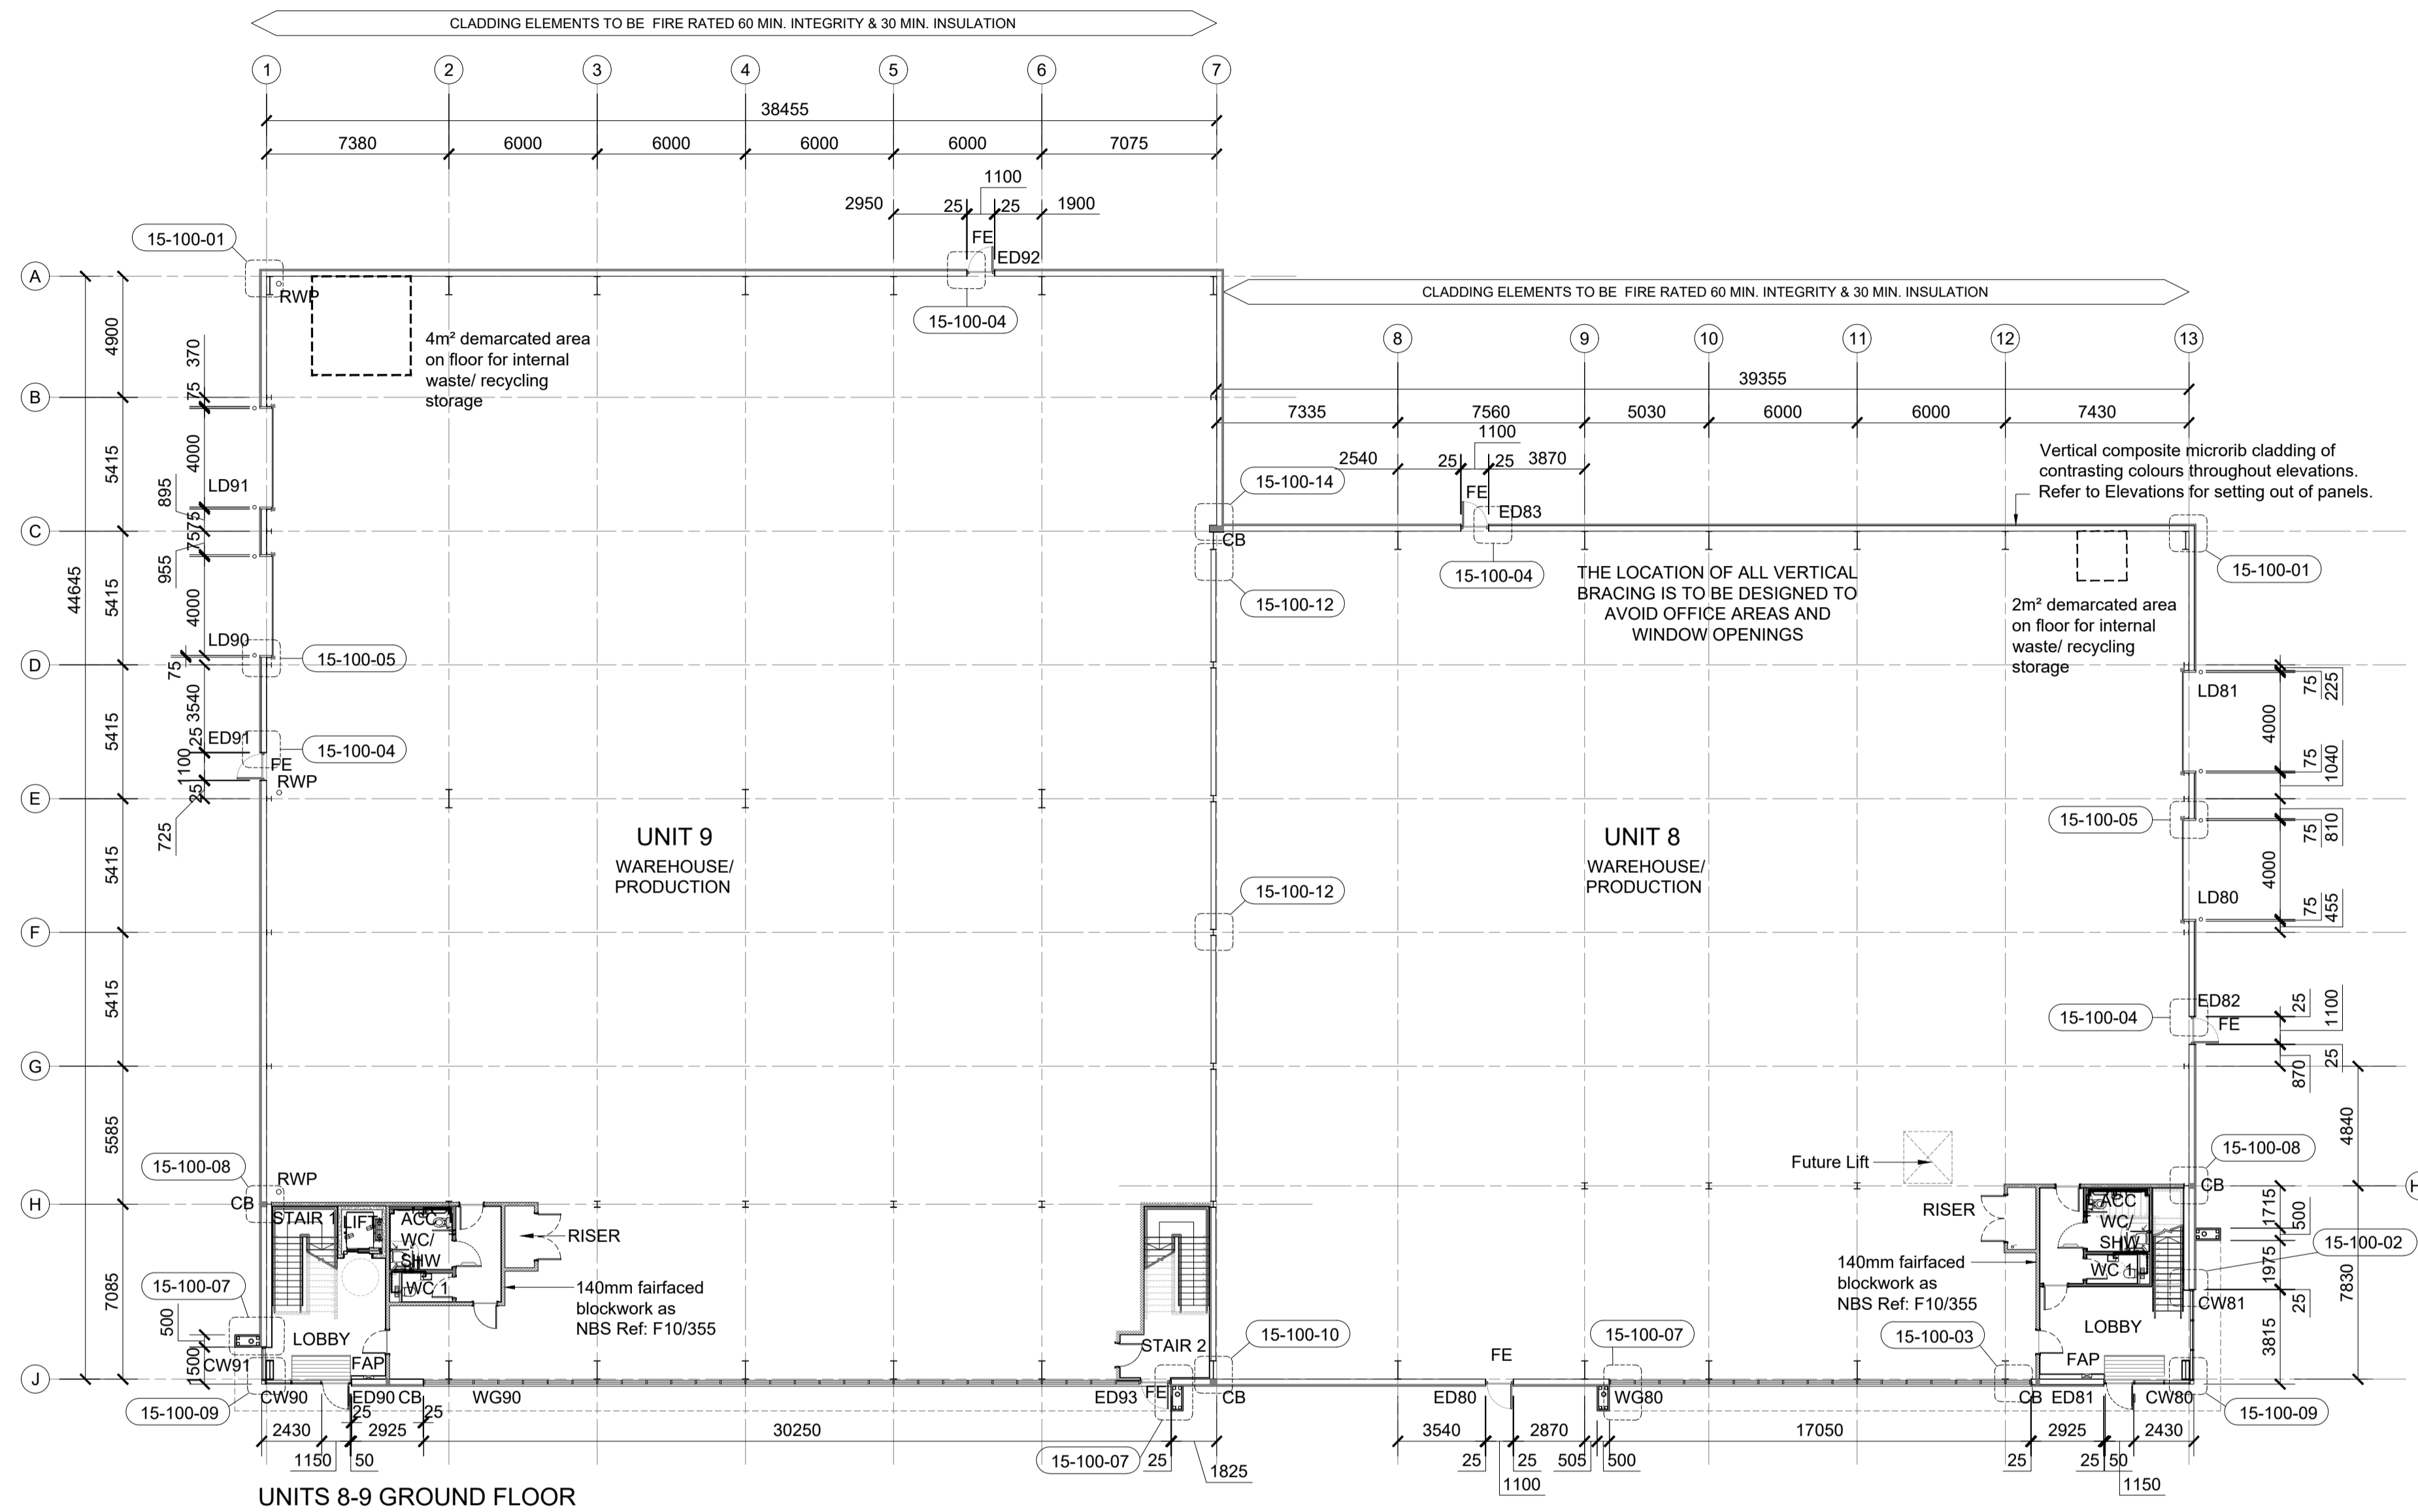 CLADDING ELEMENTS TO BE FIRE RATED 60 MIN. INTEGRITY & 30 MIN. INSULATION
1 2 3 4 5 6 7
38455
7380 6000 6000 6000 6000 7075
1100
2950 25 25 1900
15-100-01
FE
ED92
A
RWP
15-100-04
CLADDING ELEMENTS TO BE FIRE RATED 60 MIN. INTEGRITY & 30 MIN. INSULATION
4m² demarcated area
on floor for internal
waste/ recycling
storage
8 9 10 11 12 13
39355
7335 7560 5030 6000 6000 7430
1100
2540 25 25 3870
FE
ED83
15-100-14
Vertical composite microrib cladding of
contrasting colours throughout elevations.
Refer to Elevations for setting out of panels.
4900
370
75
B
4000
5415
895
LD91
75
C
CB
75
955
44645
5415
4000
LD90
15-100-12
15-100-04
THE LOCATION OF ALL VERTICAL
BRACING IS TO BE DESIGNED TO
AVOID OFFICE AREAS AND
WINDOW OPENINGS
15-100-01
2m² demarcated area
on floor for internal
waste/ recycling
storage
D
75
15-100-05
3540
25
5415
ED91
15-100-04
FE
1100
RWP
25
E
725
75
225
LD81
4000
75
1040
15-100-05
75
810
4000
LD80
75
455
UNIT 9
WAREHOUSE/
PRODUCTION
UNIT 8
WAREHOUSE/
PRODUCTION
5415
15-100-12
F
5415
ED82
25
1100
15-100-04
FE
25
870
G
5585
4840
15-100-08
RWP
Future Lift
15-100-08
H
CB
CB
H
STAIR 1
LIFT
ACC
WC/
SHW
WC 1
RISER
RISER
ACC
WC/
SHW
WC 1
1715
500
15-100-02
1975
7830
25
CW81
3815
7085
15-100-07
500
140mm fairfaced
blockwork as
NBS Ref: F10/355
140mm fairfaced
blockwork as
NBS Ref: F10/355
LOBBY
LOBBY
STAIR 2
15-100-10
15-100-07
15-100-03
FE
1500
CW91
FAP
FAP
J
CW90 ED90 CB WG90 ED93 FE CB ED80 WG80 CB ED81 CW80
15-100-09
15-100-09
25 25
2430 2925 30250 3540 2870 17050 2925 2430
1150 50 15-100-07 25 1825 25 25 505 500 25 25 50
1100 1150
UNITS 8-9 GROUND FLOOR